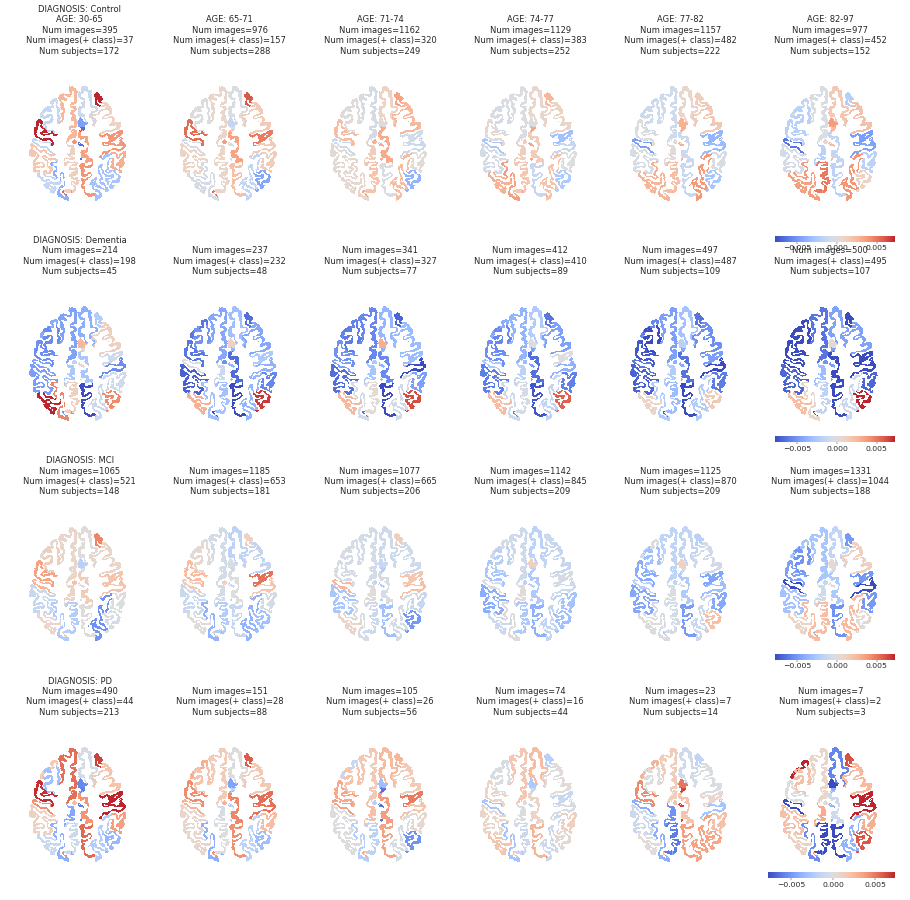 DIAGNOSIS: Control
AGE: 30-65
Num images=395
Num images(+ class)=37
Num subjects=172
AGE: 65-71
Num images=976
Num images(+ class)=157
Num subjects=288
AGE: 71-74
Num images=1162
Num images(+ class)=320
Num subjects=249
AGE: 74-77
Num images=1129
Num images(+ class)=383
Num subjects=252
AGE: 77-82
Num images=1157
Num images(+ class)=482
Num subjects=222
AGE: 82-97
Num images=977
Num images(+ class)=452
Num subjects=152
−0.005 0.000 0.005
DIAGNOSIS: Dementia
Num images=214
Num images(+ class)=198
Num subjects=45
Num images=237
Num images(+ class)=232
Num subjects=48
Num images=341
Num images(+ class)=327
Num subjects=77
Num images=412
Num images(+ class)=410
Num subjects=89
Num images=497
Num images(+ class)=487
Num subjects=109
Num images=500
Num images(+ class)=495
Num subjects=107
−0.005 0.000 0.005
DIAGNOSIS: MCI
Num images=1065
Num images(+ class)=521
Num subjects=148
Num images=1185
Num images(+ class)=653
Num subjects=181
Num images=1077
Num images(+ class)=665
Num subjects=206
Num images=1142
Num images(+ class)=845
Num subjects=209
Num images=1125
Num images(+ class)=870
Num subjects=209
Num images=1331
Num images(+ class)=1044
Num subjects=188
−0.005 0.000 0.005
DIAGNOSIS: PD
Num images=490
Num images(+ class)=44
Num subjects=213
Num images=151
Num images(+ class)=28
Num subjects=88
Num images=105
Num images(+ class)=26
Num subjects=56
Num images=74
Num images(+ class)=16
Num subjects=44
Num images=23
Num images(+ class)=7
Num subjects=14
Num images=7
Num images(+ class)=2
Num subjects=3
−0.005 0.000 0.005